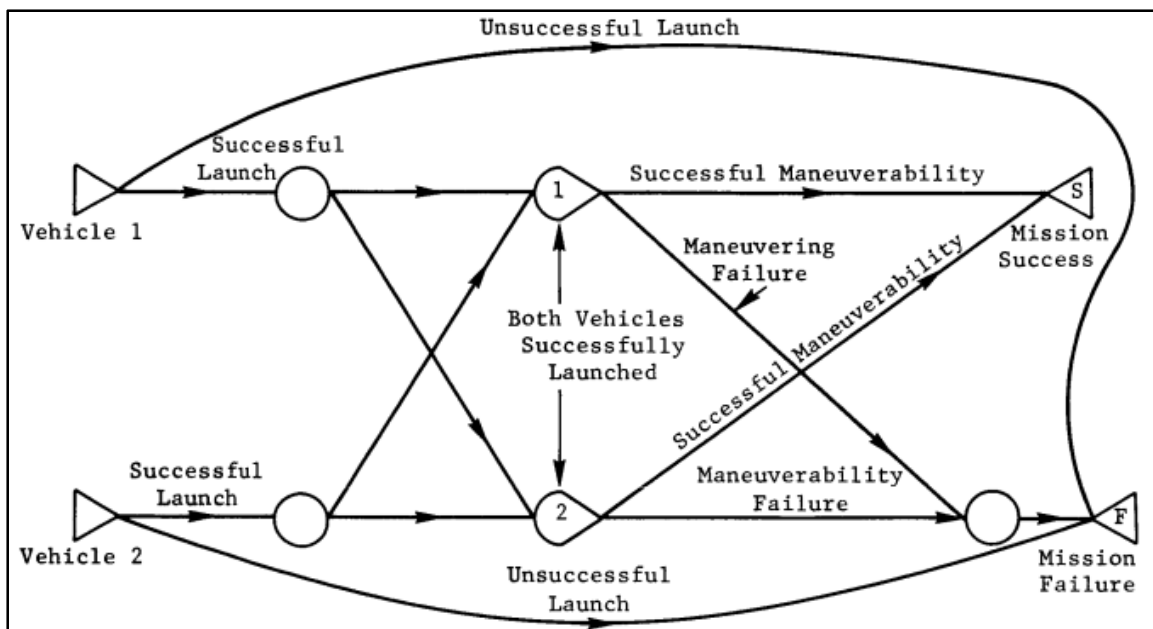 Unsuccessful Launch
Successful
Launch
Vehicle 1
1
Successful Maneuverability
S
Mission
Success
Maneuvering
Failure
Both Vehicles
Successfully
Launched
Successful Maneuverability
Successful
Launch
Vehicle 2
2
Maneuverability
Failure
F
Mission
Failure
Unsuccessful
Launch